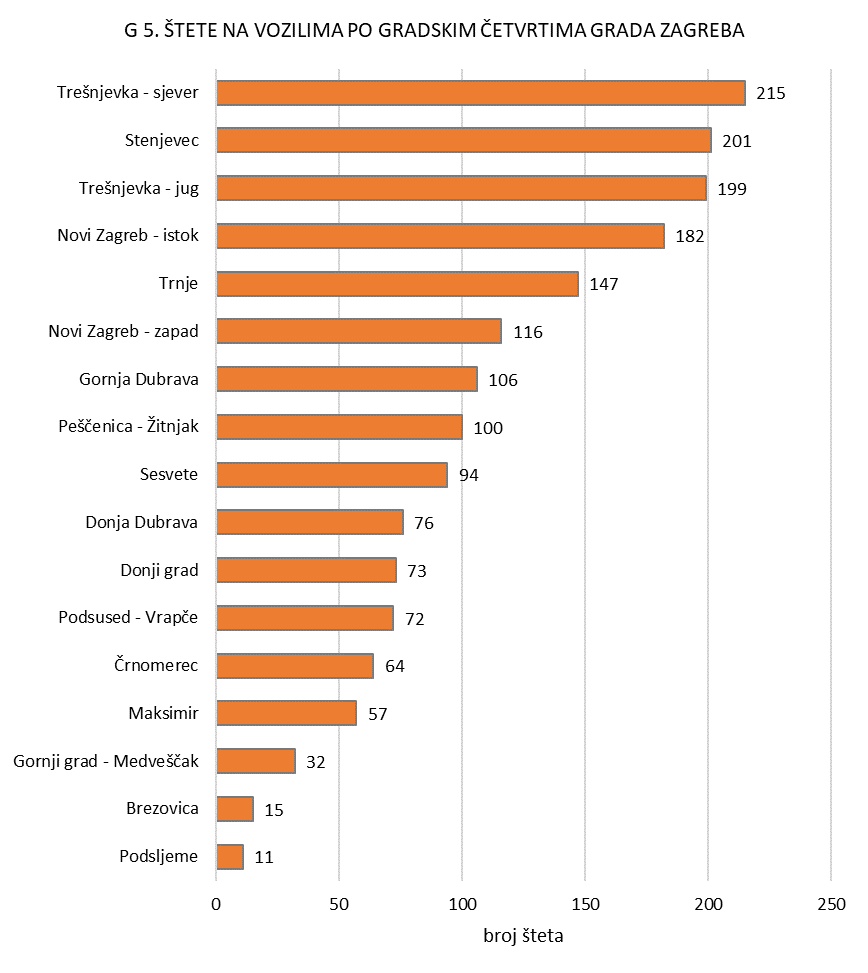 G 5. ŠTETE NA VOZILIMA PO GRADSKIM ČETVRTIMA GRADA ZAGREBA
Trešnjevka - sjever 215
Stenjevec 201
Trešnjevka - jug 199
Novi Zagreb - istok 182
Trnje 147
Novi Zagreb - zapad 116
Gornja Dubrava 106
Peščenica - Žitnjak 100
Sesvete 94
Donja Dubrava 76
Donji grad 73
Podsused - Vrapče 72
Črnomerec 64
Maksimir 57
Gornji grad - Medveščak 32
Brezovica 15
Podsljeme 11
0 50 100 150 200 250
broj šteta